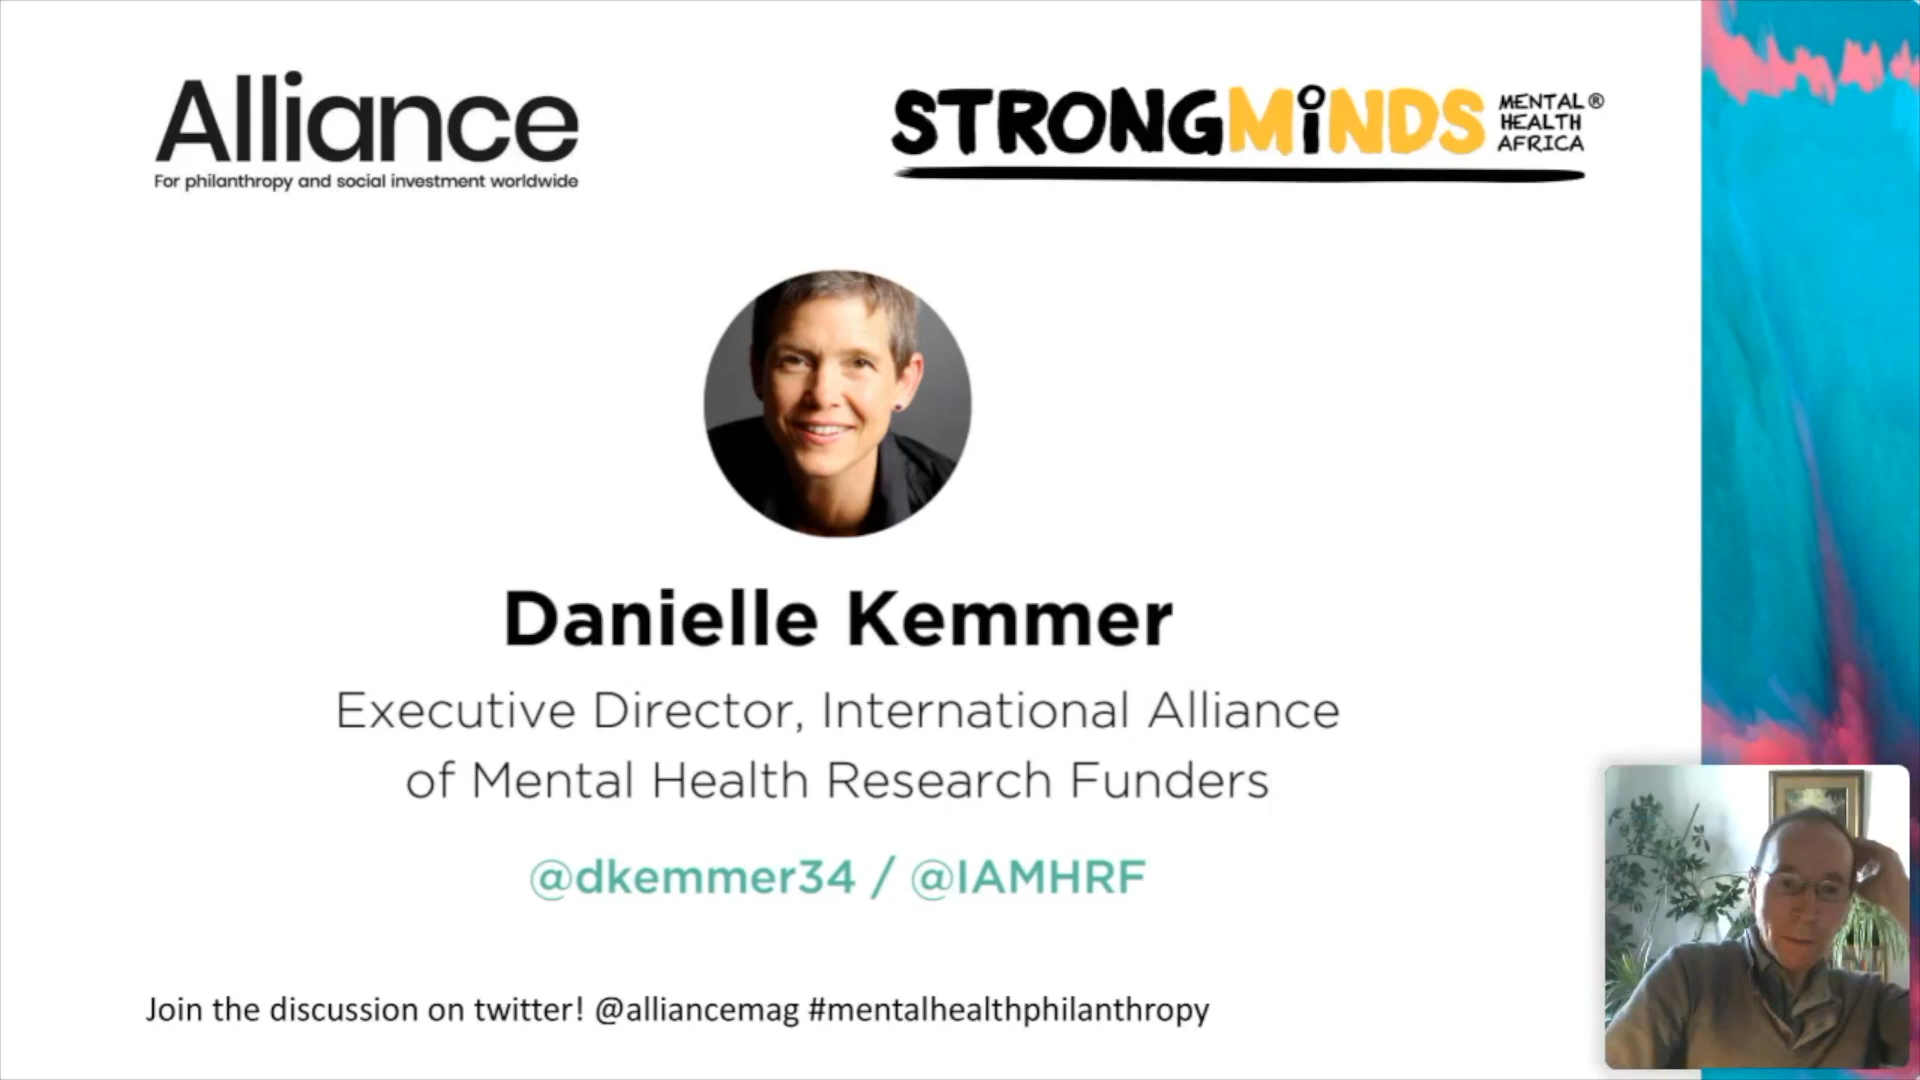 Alliance
For philanthropy and social investment worldwide
STRONGMiNDS
MENTAL®
HEALTH
AFRICA
Danielle Kemmer
Executive Director, International Alliance
of Mental Health Research Funders
@dkemmer34 / @IAMHRF
Join the discussion on twitter! @alliancemag #mentalhealthphilanthropy